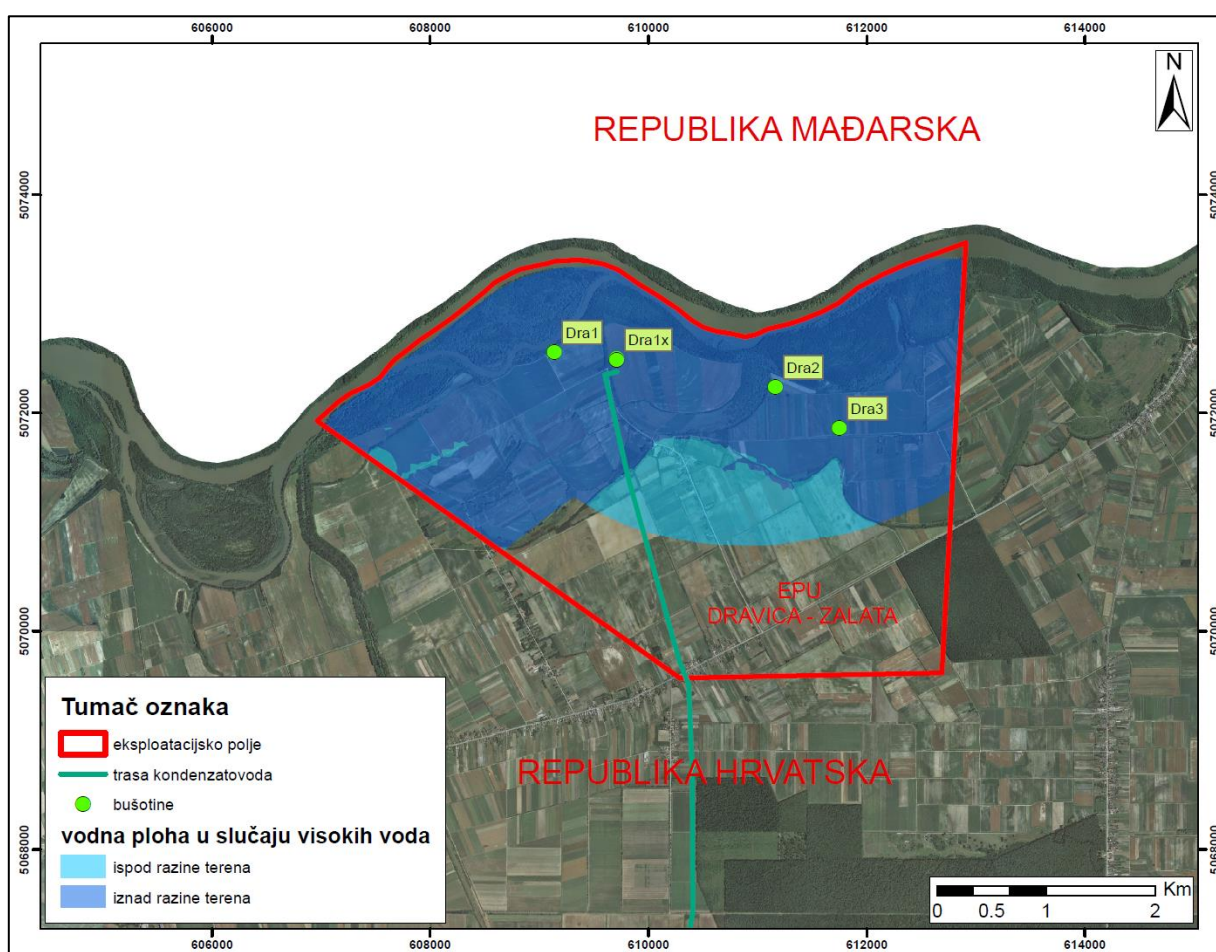 606000
608000
610000
612000
614000
N
REPUBLIKA MAĐARSKA
5074000
5074000
Dra1
Dra1x
Dra2
Dra3
5072000
5072000
EPU
DRAVICA - ZALATA
5070000
5070000
REPUBLIKA HRVATSKA
5068000
5068000
Tumač oznaka
eksploatacijsko polje
trasa kondenzatovoda
bušotine
vodna ploha u slučaju visokih voda
ispod razine terena
iznad razine terena
Km
0 0.5 1 2
606000
608000
610000
612000
614000